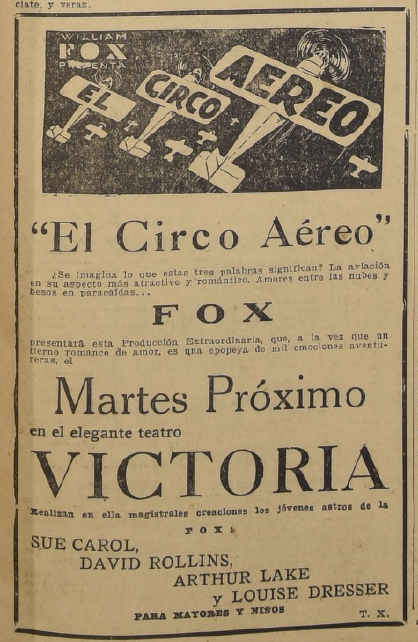 ciate, y veraz.
WILLIAM
FOX
PRESENTA
EL
CIRCO
AEREO
"El Circo Aéreo"
¿Se imagina lo que estas tres palabras significan? La aviación
en su aspecto más atractivo y romántico. Amores entre las nubes y
besos en paracaídas...
FOX
presentará esta Producción Extraordinaria, que, a la vez que un
tierno romance de amor, es una epopeya de mil emociones aventu-
reras, el
Martes Próximo
en el elegante teatro
VICTORIA
Realizan en ella magistrales creaciones los jóvenes astros de la
FOX:
SUE CAROL,
DAVID ROLLINS,
ARTHUR LAKE
y LOUISE DRESSER
PARA MAYORES Y NIÑOS
T. X.